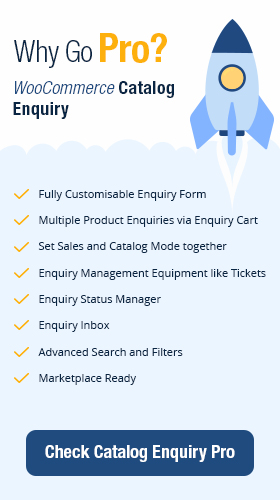 Why Go Pro?
WooCommerce Catalog
Enquiry
Fully Customisable Enquiry Form
Multiple Product Enquiries via Enquiry Cart
Set Sales and Catalog Mode together
Enquiry Management Equipment like Tickets
Enquiry Status Manager
Enquiry Inbox
Advanced Search and Filters
Marketplace Ready
Check Catalog Enquiry Pro